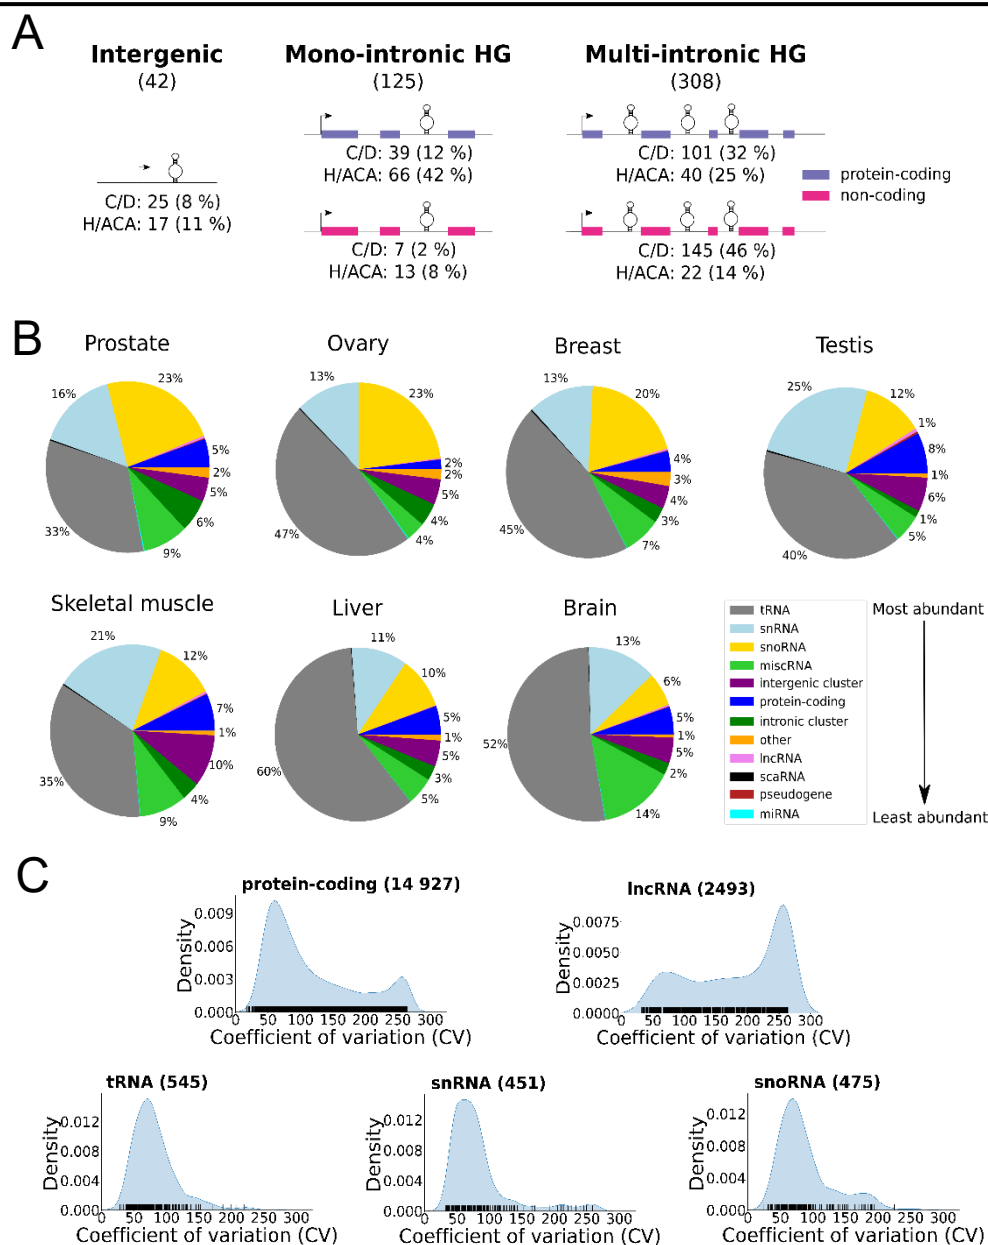 A
Intergenic
(42)
C/D: 25 (8 %)
H/ACA: 17 (11 %)
Mono-intronic HG
(125)
C/D: 39 (12 %)
H/ACA: 66 (42 %)
C/D: 7 (2 %)
H/ACA: 13 (8 %)
Multi-intronic HG
(308)
C/D: 101 (32 %)
H/ACA: 40 (25 %)
C/D: 145 (46 %)
H/ACA: 22 (14 %)
protein-coding
non-coding
B
Prostate
16%
23%
5%
2%
5%
6%
9%
33%
Ovary
13%
23%
2%
2%
5%
4%
4%
47%
Breast
13%
20%
4%
3%
4%
3%
7%
45%
Testis
25%
12%
1%
8%
1%
6%
1%
5%
40%
Skeletal muscle
21%
12%
7%
1%
10%
4%
9%
35%
Liver
11%
10%
5%
1%
5%
3%
5%
60%
Brain
13%
6%
5%
1%
5%
2%
14%
52%
tRNA
snRNA
snoRNA
miscRNA
intergenic cluster
protein-coding
intronic cluster
other
lncRNA
scaRNA
pseudogene
miRNA
Most abundant
Least abundant
C
protein-coding (14 927)
Density
0.009
0.006
0.003
0.000
0 50 100 150 200 250 300
Coefficient of variation (CV)
lncRNA (2493)
Density
0.0075
0.0050
0.0025
0.0000
0 50 100 150 200 250 300
Coefficient of variation (CV)
tRNA (545)
Density
0.012
0.008
0.004
0.000
0 50 100 150 200 250 300
Coefficient of variation (CV)
snRNA (451)
Density
0.012
0.008
0.004
0.000
0 50 100 150 200 250 300
Coefficient of variation (CV)
snoRNA (475)
Density
0.012
0.008
0.004
0.000
0 50 100 150 200 250 300
Coefficient of variation (CV)